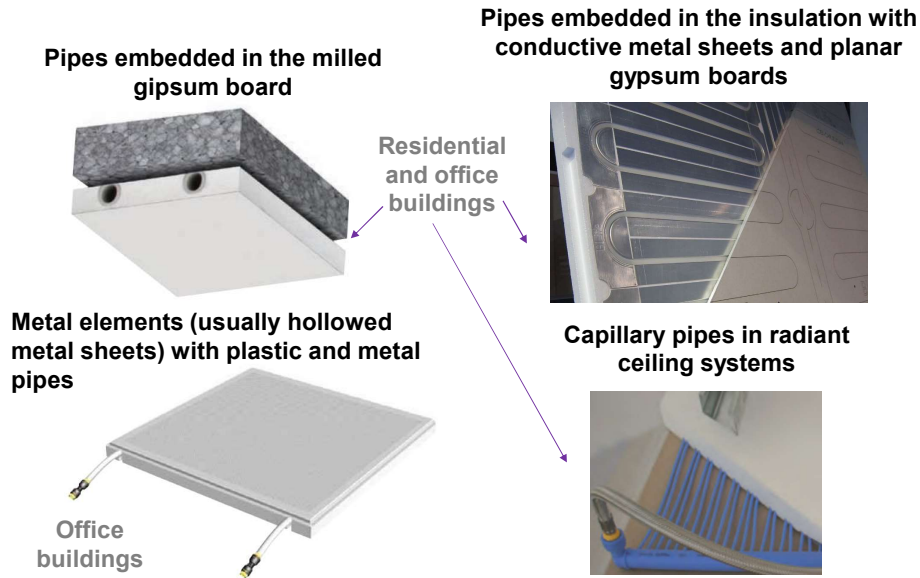 Pipes embedded in the milled
gipsum board
Pipes embedded in the insulation with
conductive metal sheets and planar
gypsum boards
Residential
and office
buildings
Metal elements (usually hollowed
metal sheets) with plastic and metal
pipes
Capillary pipes in radiant
ceiling systems
Office
buildings